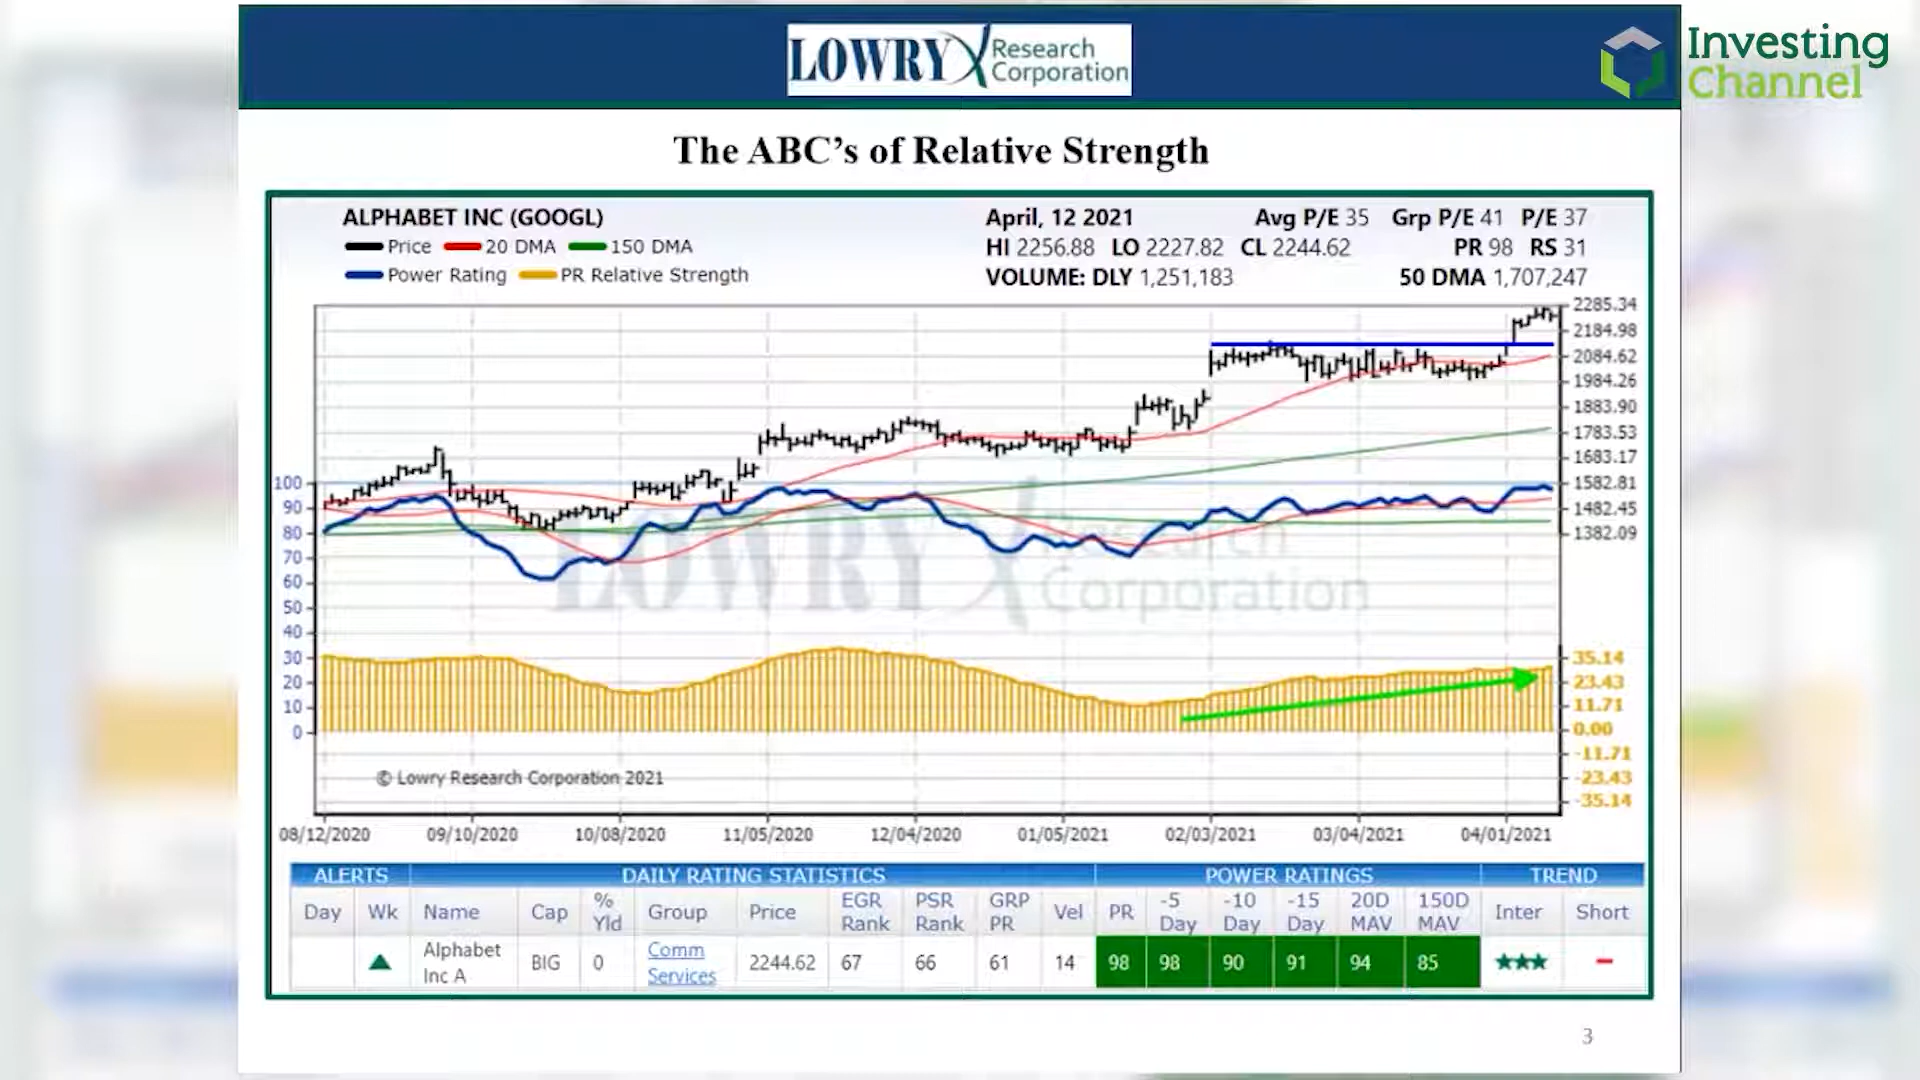 LOWRY Research Corporation
Investing Channel
The ABC's of Relative Strength
ALPHABET INC (GOOGL)
April, 12 2021 Avg P/E 35 Grp P/E 41 P/E 37
Price 20 DMA 150 DMA
HI 2256.88 LO 2227.82 CL 2244.62 PR 98 RS 31
Power Rating PR Relative Strength
VOLUME: DLY 1,251,183 50 DMA 1,707,247
2285.34
2184.98
2084.62
1984.26
1883.90
1783.53
1683.17
1582.81
1482.45
1382.09
100
90
80
70
60
50
40
30
20
10
0
35.14
23.43
11.71
0.00
-11.71
-23.43
-35.14
LOWRY Research Corporation
© Lowry Research Corporation 2021
08/12/2020 09/10/2020 10/08/2020 11/05/2020 12/04/2020 01/05/2021 02/03/2021 03/04/2021 04/01/2021
ALERTS DAILY RATING STATISTICS POWER RATINGS TREND
Day Wk Name Cap % Yld Group Price EGR Rank PSR Rank GRP PR Vel PR -5 Day -10 Day -15 Day 20D MAV 150D MAV Inter Short
Alphabet Inc A BIG 0 Comm Services 2244.62 67 66 61 14 98 98 90 91 94 85
3